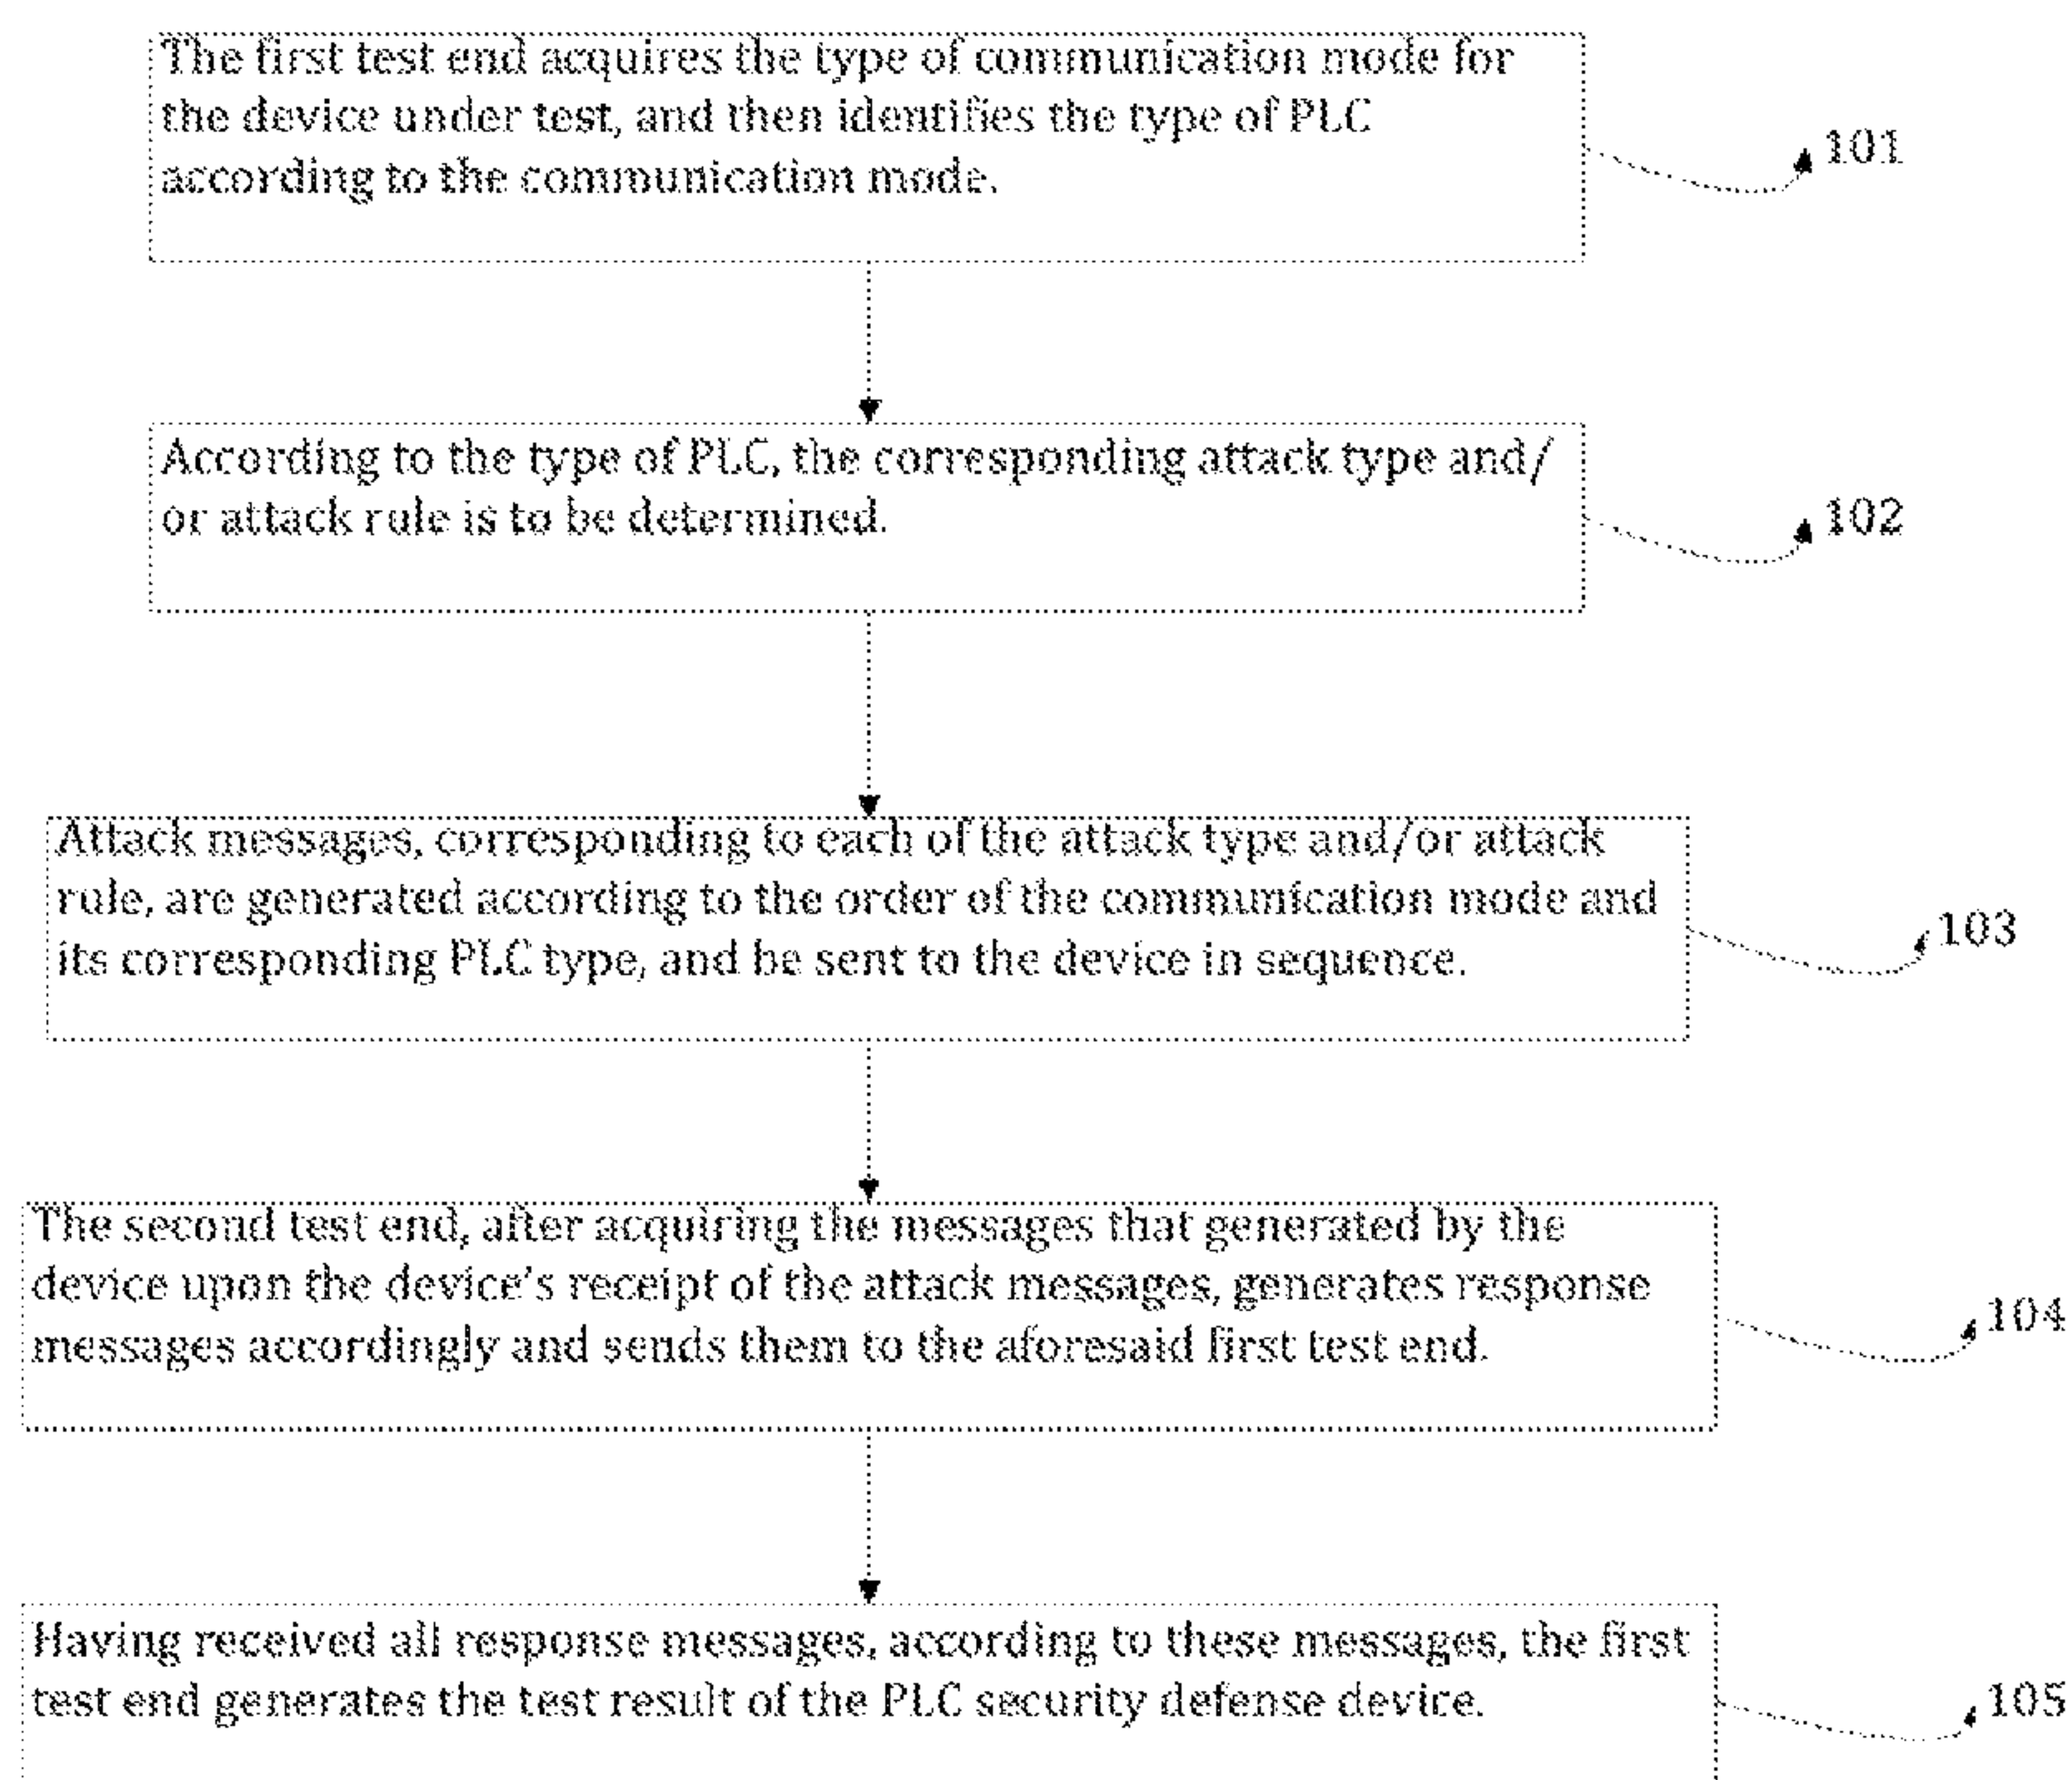 The first test end acquires the type of communication mode for
the device under test, and then identifies the type of PLC
according to the communication mode.
101
According to the type of PLC, the corresponding attack type and/
or attack rule is to be determined.
102
Attack messages, corresponding to each of the attack type and/or attack
rule, are generated according to the order of the communication mode and
its corresponding PLC type, and be sent to the device in sequence.
103
The second test end, after acquiring the messages that generated by the
device upon the device's receipt of the attack messages, generates response
messages accordingly and sends them to the aforesaid first test end.
104
Having received all response messages, according to these messages, the first
test end generates the test result of the PLC security defense device.
105